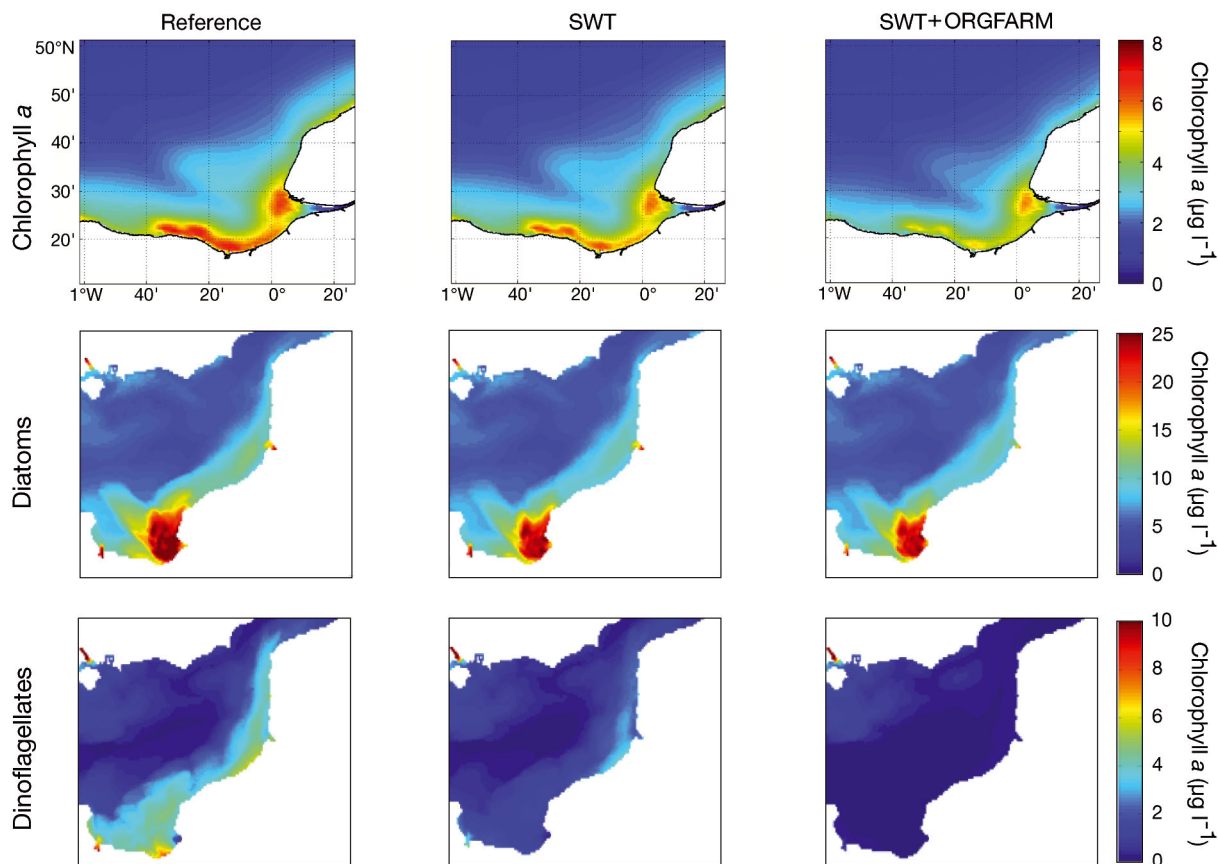 Reference SWT SWT+ORGFARM
Chlorophyll a
50°N
50'
40'
30'
20'
1°W 40' 20' 0° 20'
1°W 40' 20' 0° 20'
1°W 40' 20' 0° 20'
8
6
4
2
0
Chlorophyll a (µg l⁻¹)
Diatoms
25
20
15
10
5
0
Chlorophyll a (µg l⁻¹)
Dinoflagellates
10
8
6
4
2
0
Chlorophyll a (µg l⁻¹)